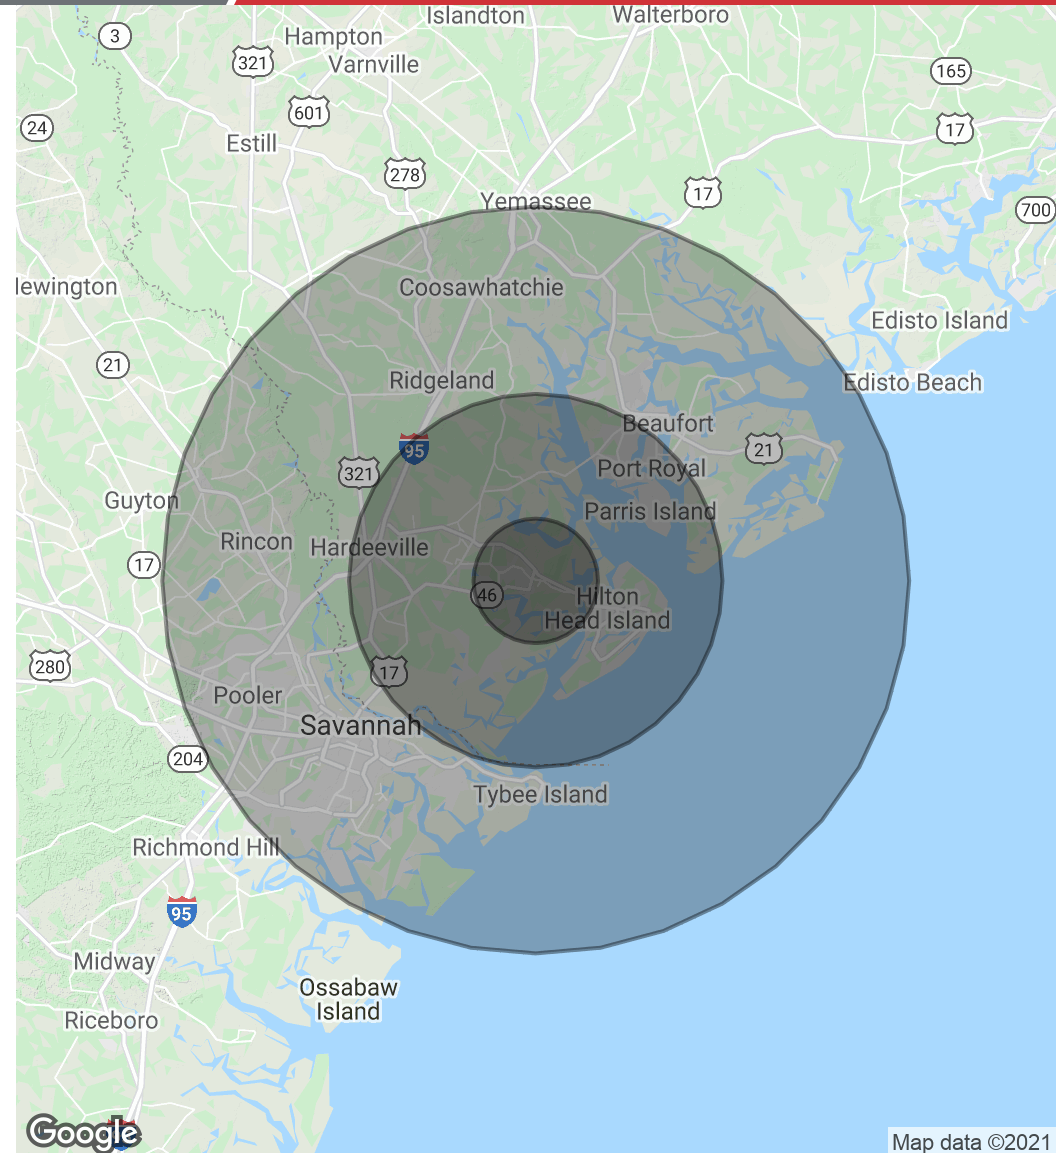 Islandton
Walterboro
3
Hampton
321
Varnville
165
601
24
17
Estill
278
17
Yemassee
700
lewington
Coosawhatchie
Edisto Island
21
Ridgeland
Edisto Beach
Beaufort
95
21
321
Port Royal
Guyton
Parris Island
Rincon
Hardeeville
17
46
Hilton
Head Island
280
17
Pooler
Savannah
204
Tybee Island
Richmond Hill
95
Midway
Ossabaw
Island
Riceboro
Google
Map data ©2021